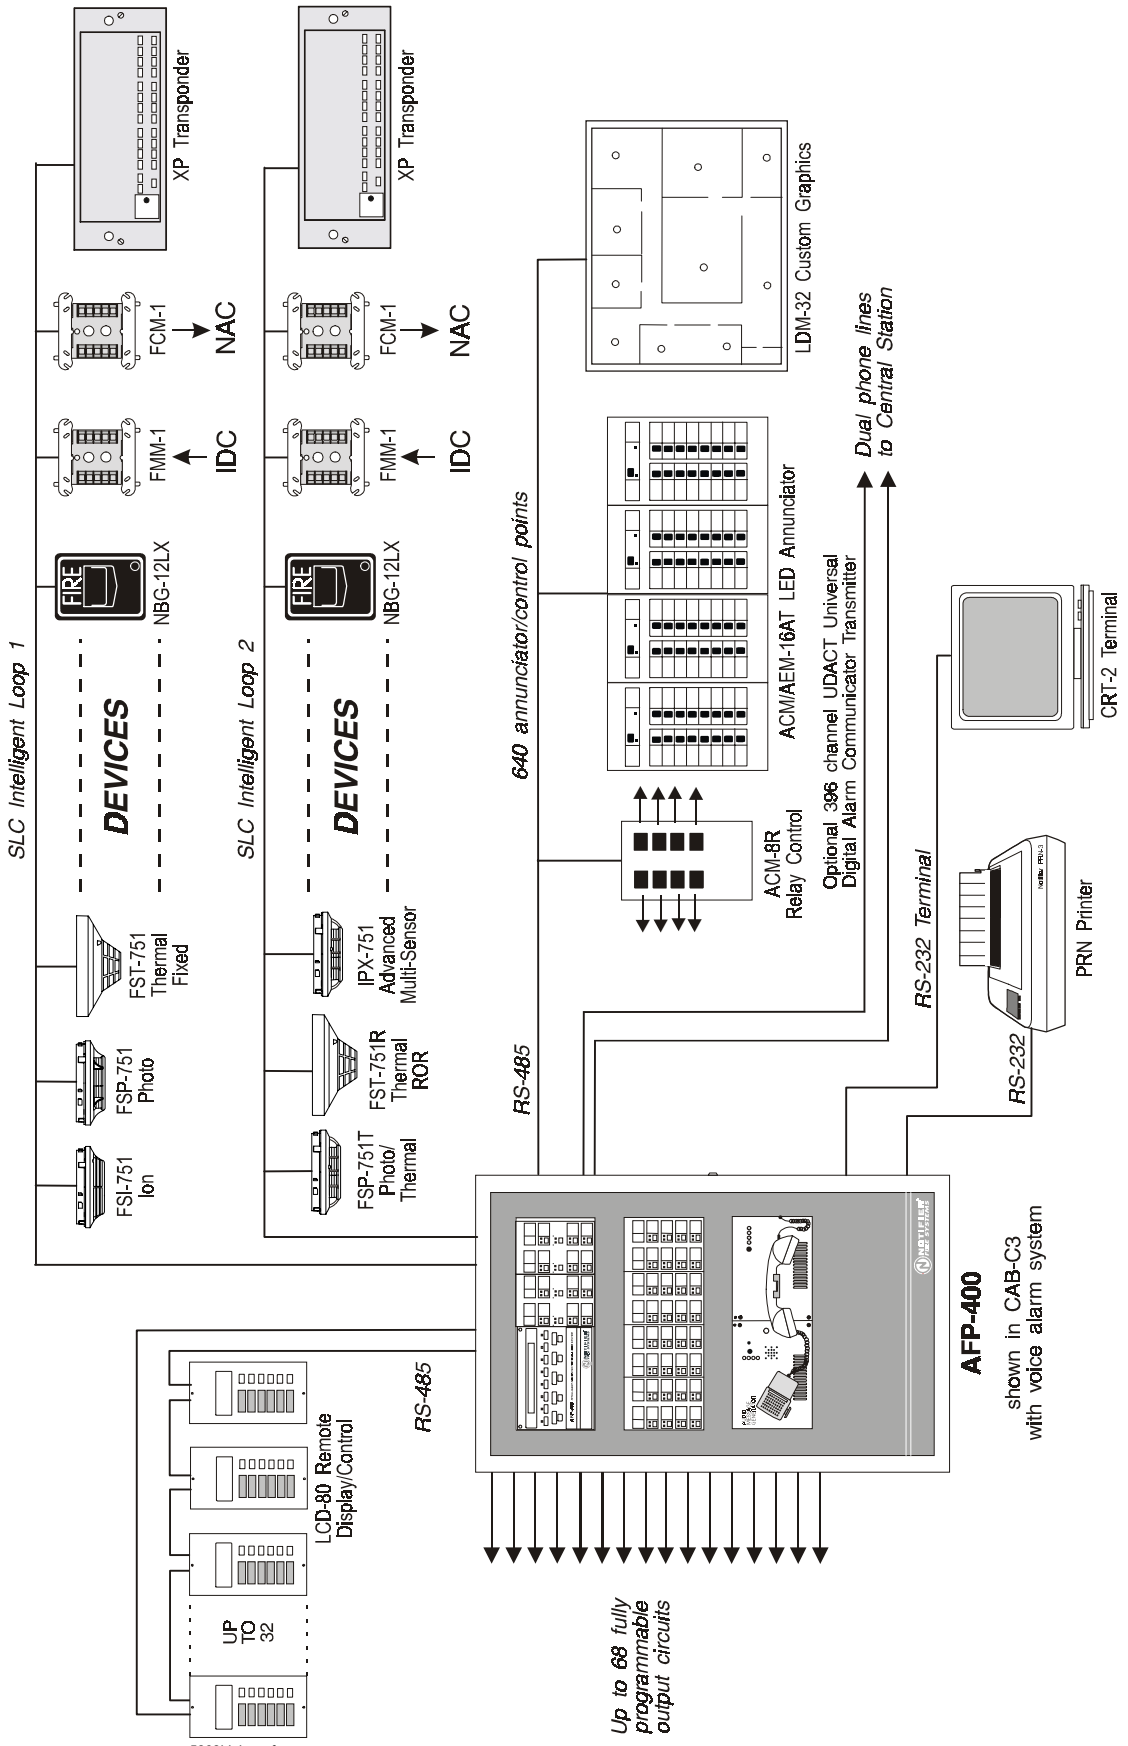 SLC Intelligent Loop 1
FSI-751
Ion
FSP-751
Photo
FST-751
Thermal
Fixed
DEVICES
FIRE
NBG-12LX
FMM-1
IDC
FCM-1
NAC
XP Transponder
SLC Intelligent Loop 2
FSP-751T
Photo/
Thermal
FST-751R
Thermal
ROR
IPX-751
Advanced
Multi-Sensor
DEVICES
FIRE
NBG-12LX
FMM-1
IDC
FCM-1
NAC
XP Transponder
UP
TO
32
LCD-80 Remote
Display/Control
RS-485
RS-485
640 annunciator/control points
ACM-8R
Relay Control
ACM/AEM-16AT LED Annunciator
LDM-32 Custom Graphics
Optional 396 channel UDACT Universal
Digital Alarm Communicator Transmitter
Dual phone lines
to Central Station
RS-232 Terminal
CRT-2 Terminal
RS-232
Notifier PRN-3
PRN Printer
NOTIFIER
FIRE SYSTEMS
AFP-400
shown in CAB-C3
with voice alarm system
Up to 68 fully
programmable
output circuits